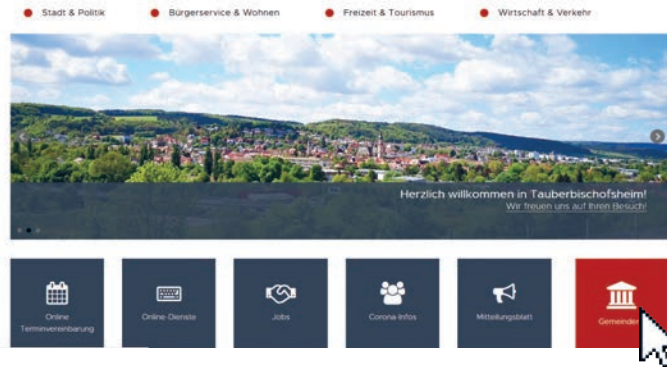 Stadt & Politik
Bürgerservice & Wohnen
Freizeit & Tourismus
Wirtschaft & Verkehr
Herzlich willkommen in Tauberbischofsheim!
Wir freuen uns auf Ihren Besuch!
Online
Terminvereinbarung
Online-Dienste
Jobs
Corona-Infos
Mitteilungsblatt